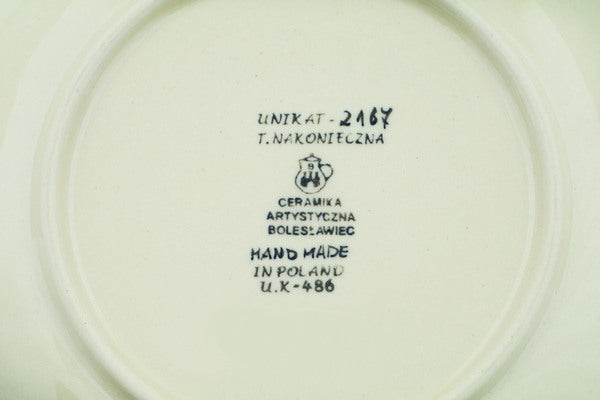 UNIKAT - 2167
T. NAKONIECZNA
B
CERAMIKA
ARTYSTYCZNA
BOLESŁAWIEC
HAND MADE
IN POLAND
U.K-486